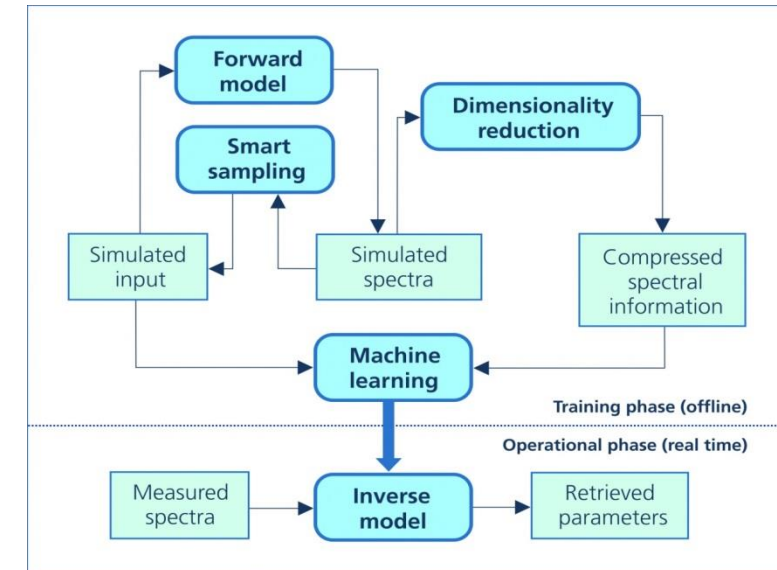 Forward
model
Dimensionality
reduction
Smart
sampling
Simulated
input
Simulated
spectra
Compressed
spectral
information
Machine
learning
Training phase (offline)
Operational phase (real time)
Measured
spectra
Inverse
model
Retrieved
parameters